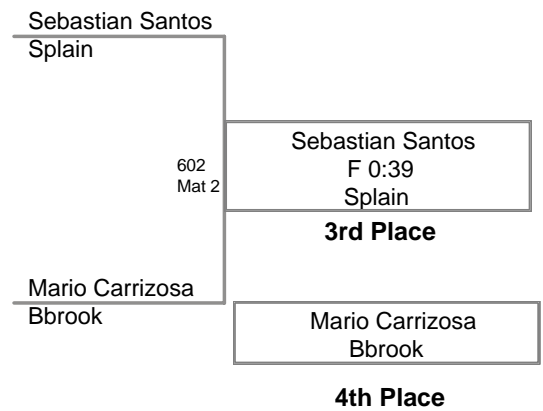 Sebastian Santos
Splain
602
Mat 2
Sebastian Santos
F 0:39
Splain
3rd Place
Mario Carrizosa
Bbrook
Mario Carrizosa
Bbrook
4th Place